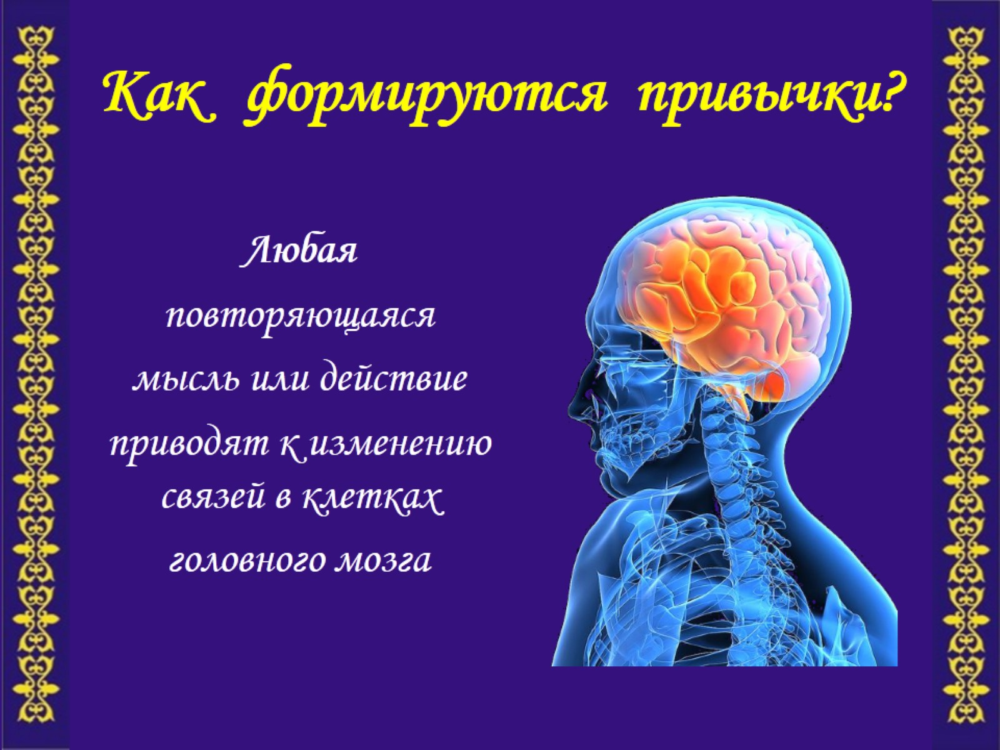 Как формируются привычки?
Любая
повторяющаяся
мысль или действие
приводят к изменению
связей в клетках
головного мозга